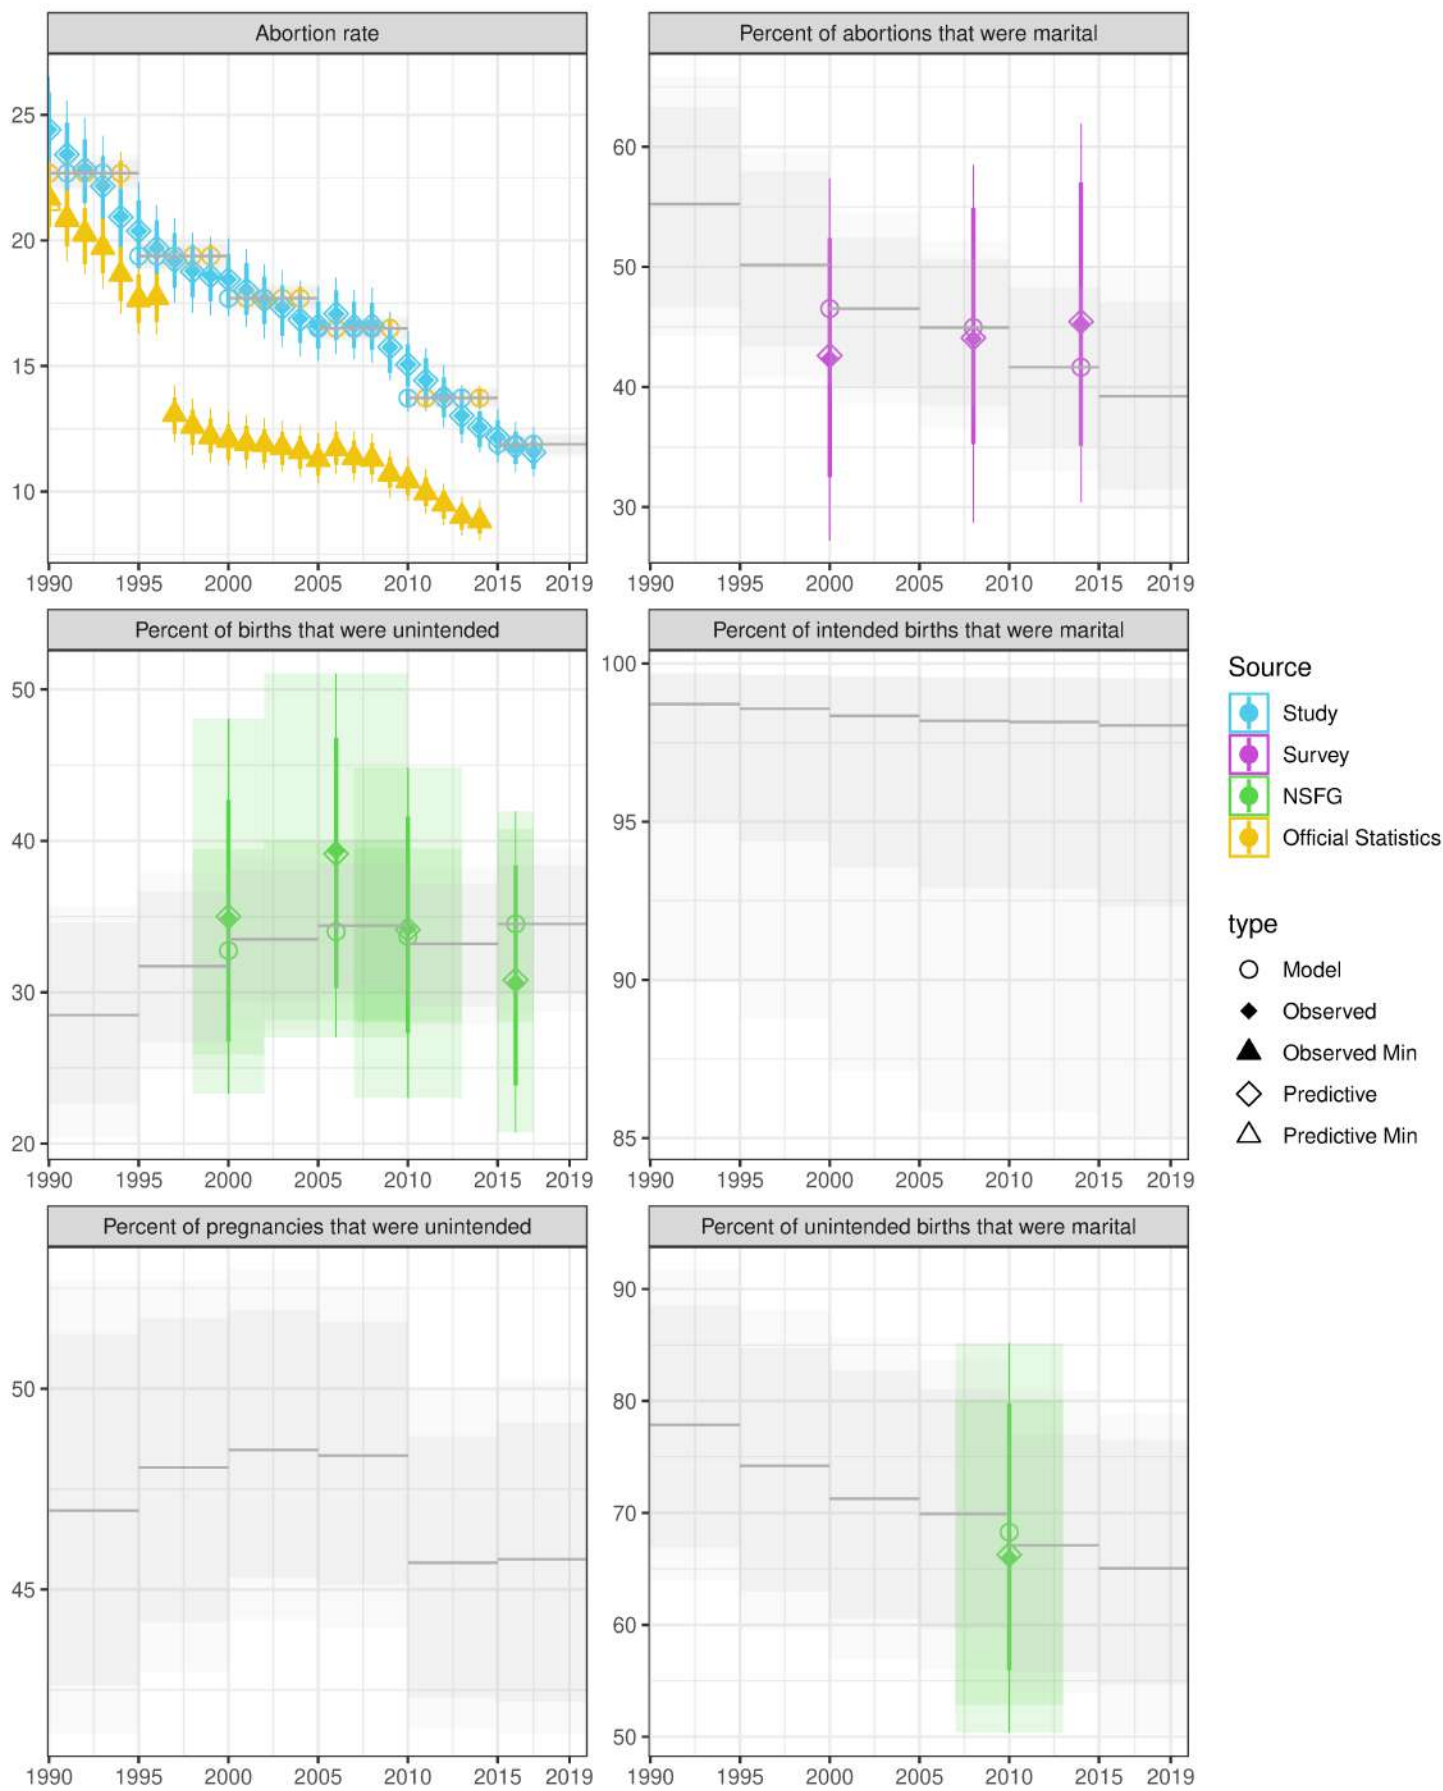 Abortion rate
25
20
15
10
1990 1995 2000 2005 2010 2015 2019
Percent of abortions that were marital
60
50
40
30
1990 1995 2000 2005 2010 2015 2019
Percent of births that were unintended
50
40
30
20
1990 1995 2000 2005 2010 2015 2019
Percent of intended births that were marital
100
95
90
85
1990 1995 2000 2005 2010 2015 2019
Percent of pregnancies that were unintended
50
45
1990 1995 2000 2005 2010 2015 2019
Percent of unintended births that were marital
90
80
70
60
50
1990 1995 2000 2005 2010 2015 2019
Source
Study
Survey
NSFG
Official Statistics
type
Model
Observed
Observed Min
Predictive
Predictive Min